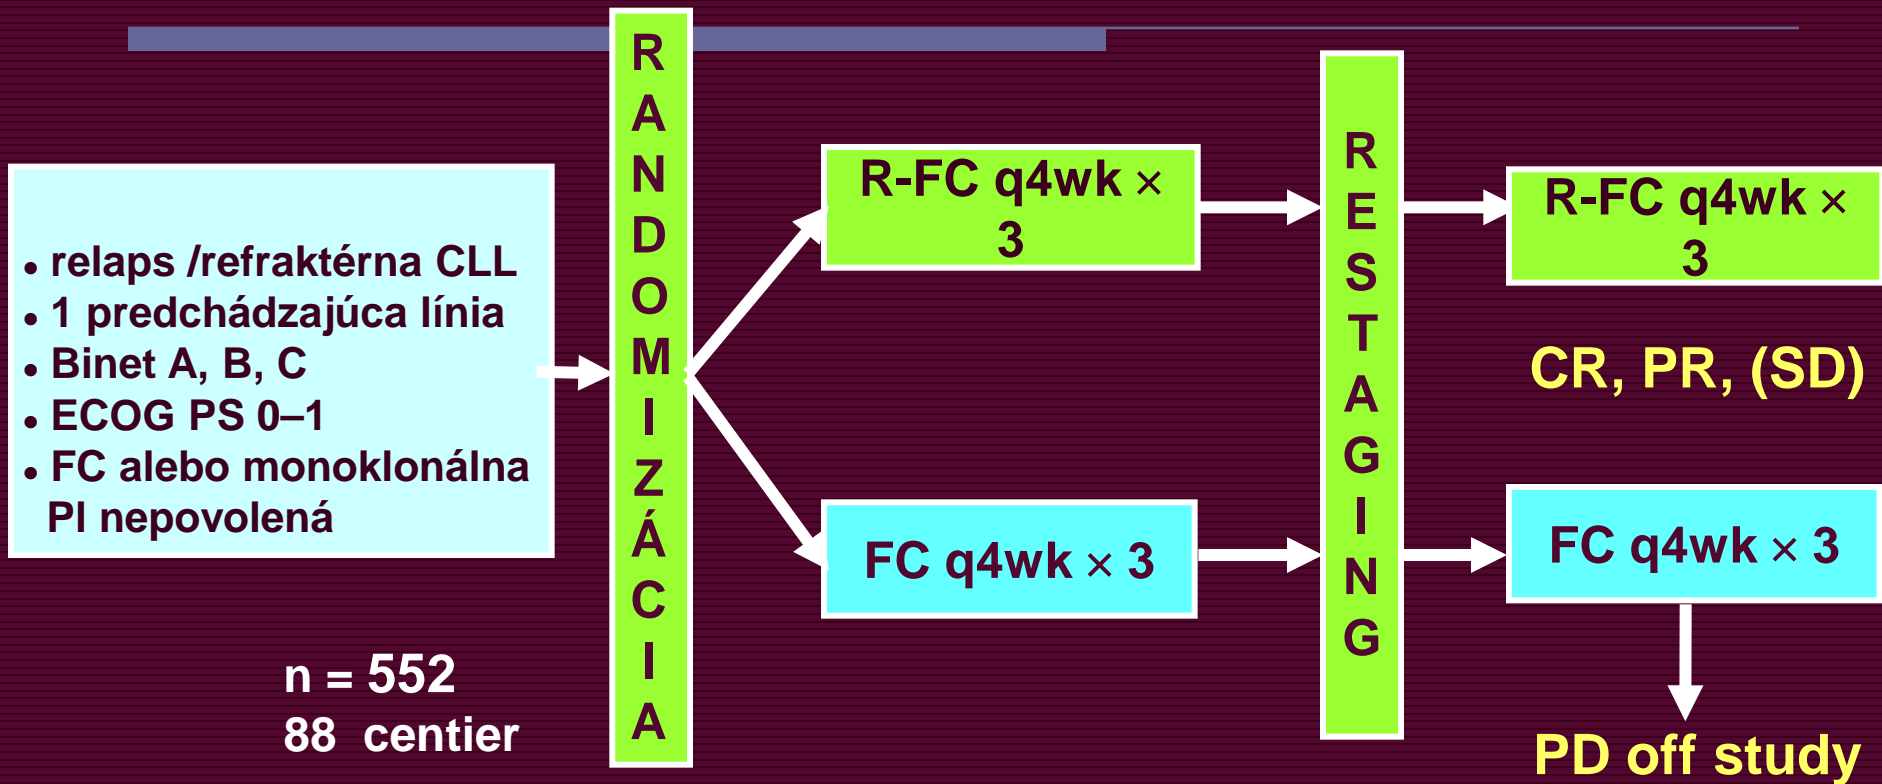 ● relaps /refraktérna CLL
● 1 predchádzajúca línia
● Binet A, B, C
● ECOG PS 0–1
● FC alebo monoklonálna
PI nepovolená
n = 552
88 centier
RANDOMIZÁCIA
R-FC q4wk ×
3
FC q4wk × 3
RESTAGING
R-FC q4wk ×
3
CR, PR, (SD)
FC q4wk × 3
PD off study